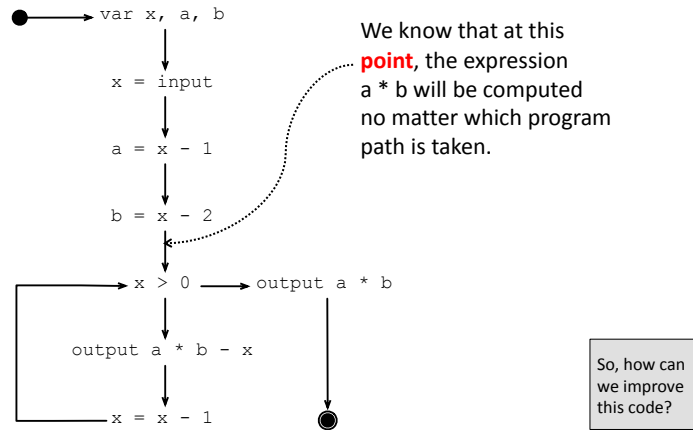 var x, a, b
x = input
a = x - 1
b = x - 2
x > 0
output a * b
output a * b - x
x = x - 1
We know that at this
point, the expression
a * b will be computed
no matter which program
path is taken.
So, how can
we improve
this code?